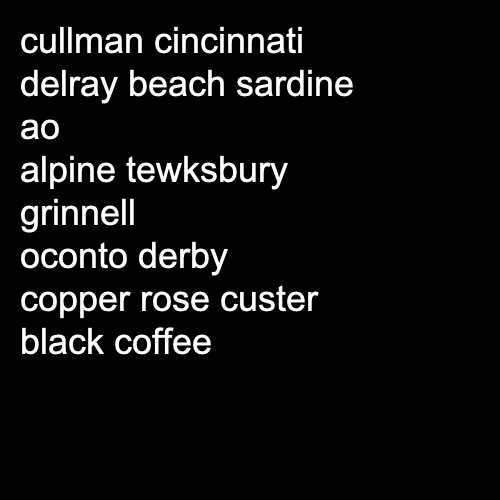 cullman cincinnati
delray beach sardine
ao
alpine tewksbury
grinnell
oconto derby
copper rose custer
black coffee